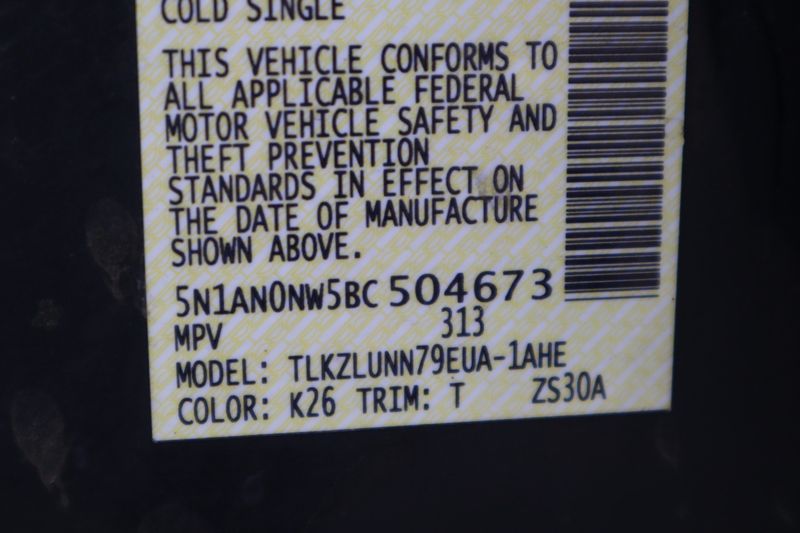 COLD SINGLE
THIS VEHICLE CONFORMS TO
ALL APPLICABLE FEDERAL
MOTOR VEHICLE SAFETY AND
THEFT PREVENTION
STANDARDS IN EFFECT ON
THE DATE OF MANUFACTURE
SHOWN ABOVE.
5N1AN0NW5BC504673
MPV 313
MODEL: TLKZLUNN79EUA-1AHE
COLOR: K26 TRIM: T ZS30A